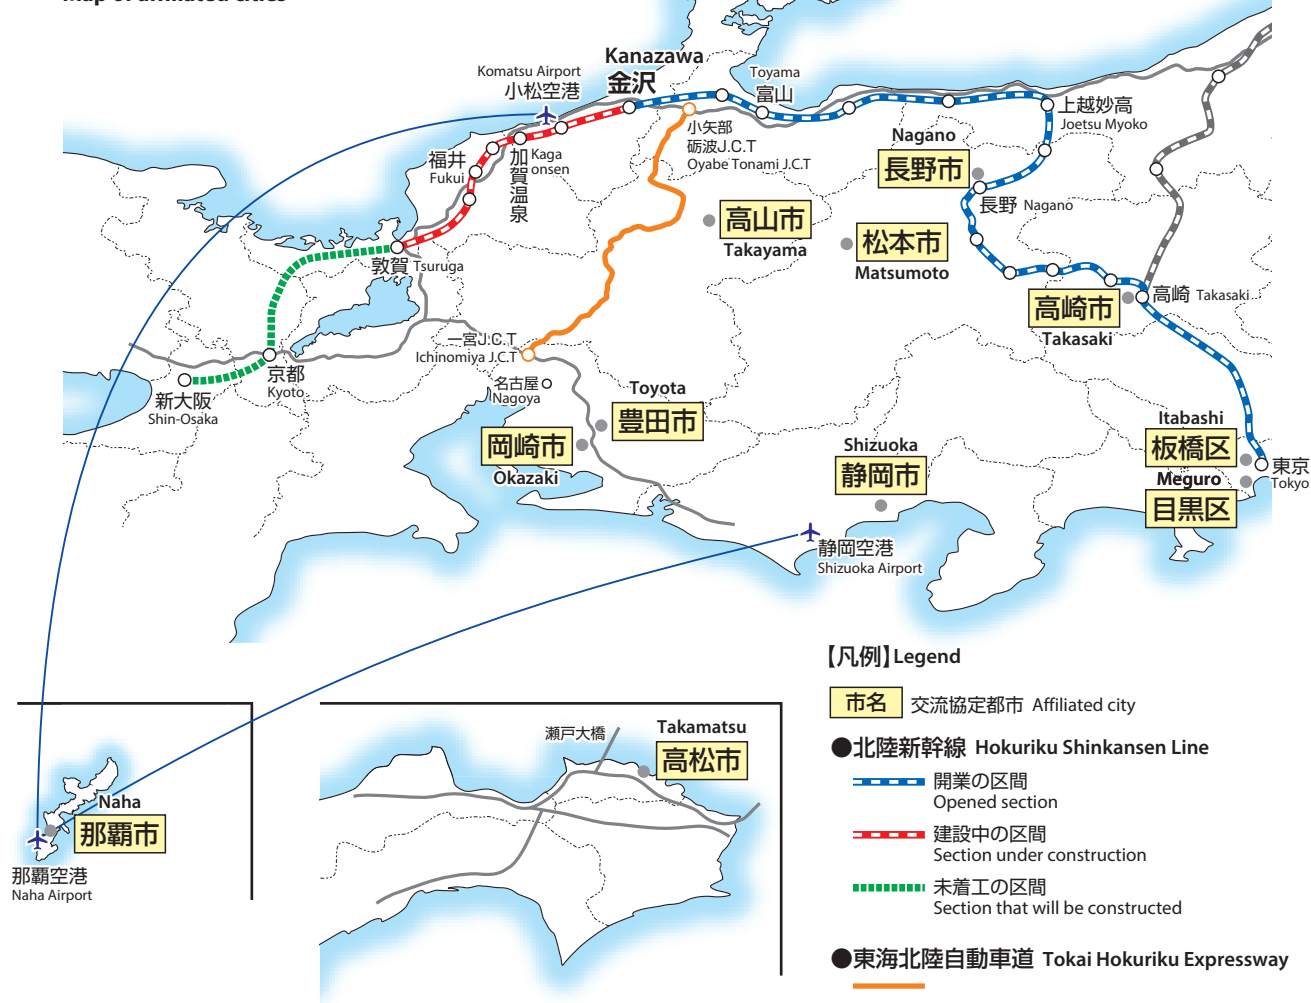 Map of affiliated cities
Kanazawa
金沢
Komatsu Airport
小松空港
Toyama
富山
上越妙高
Joetsu Myoko
小矢部
砺波J.C.T
Oyabe Tonami J.C.T
Nagano
長野市
長野 Nagano
福井
Fukui
加賀温泉
Kaga
onsen
高山市
Takayama
松本市
Matsumoto
敦賀 Tsuruga
高崎市
Takasaki
高崎 Takasaki
一宮J.C.T
Ichinomiya J.C.T
京都
Kyoto
新大阪
Shin-Osaka
名古屋
Nagoya
Toyota
豊田市
岡崎市
Okazaki
Shizuoka
静岡市
Itabashi
板橋区
Meguro
目黒区
東京
Tokyo
静岡空港
Shizuoka Airport
【凡例】Legend
市名 交流協定都市 Affiliated city
●北陸新幹線 Hokuriku Shinkansen Line
開業の区間
Opened section
建設中の区間
Section under construction
未着工の区間
Section that will be constructed
●東海北陸自動車道 Tokai Hokuriku Expressway
Naha
那覇市
那覇空港
Naha Airport
瀬戸大橋
Takamatsu
高松市